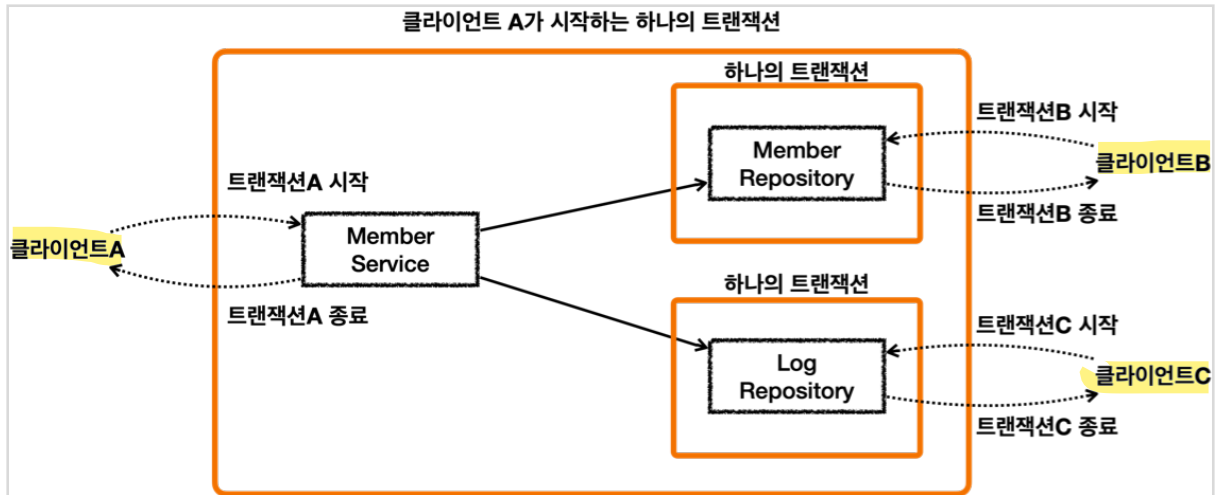 클라이언트 A가 시작하는 하나의 트랜잭션
하나의 트랜잭션
트랜잭션B 시작
Member
Repository
클라이언트B
트랜잭션B 종료
트랜잭션A 시작
클라이언트A
Member
Service
트랜잭션A 종료
하나의 트랜잭션
트랜잭션C 시작
Log
Repository
클라이언트C
트랜잭션C 종료